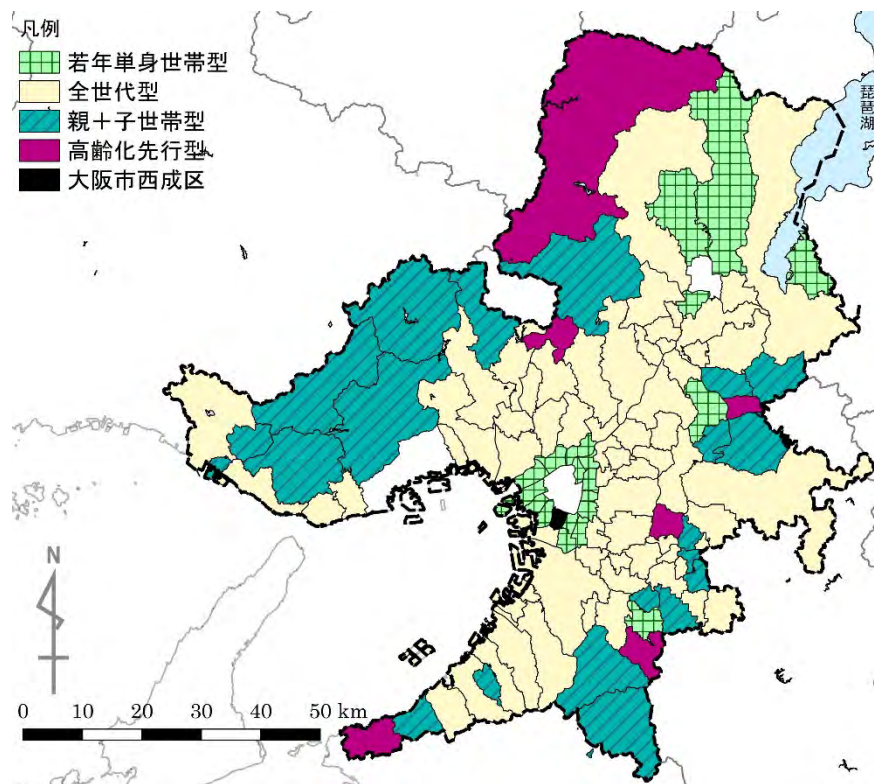 凡例
若年単身世帯型
全世代型
親＋子世帯型
高齢化先行型
大阪市西成区
琵琶湖
N
0 10 20 30 40 50 km